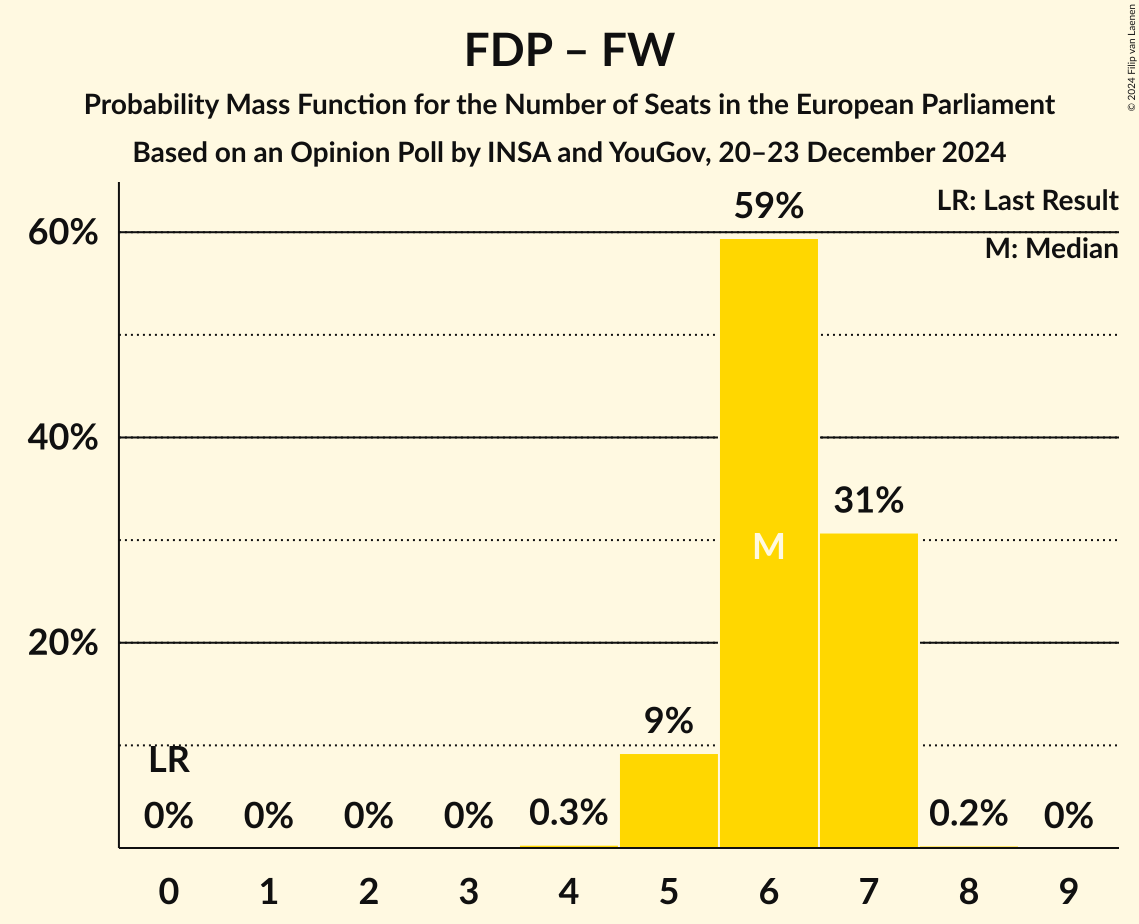 FDP – FW
Probability Mass Function for the Number of Seats in the European Parliament
Based on an Opinion Poll by INSA and YouGov, 20–23 December 2024
© 2024 Filip van Laenen
LR: Last Result
M: Median
60%
40%
20%
59%
31%
9%
M
LR
0%
0%
0%
0%
0.3%
0.2%
0%
0 1 2 3 4 5 6 7 8 9